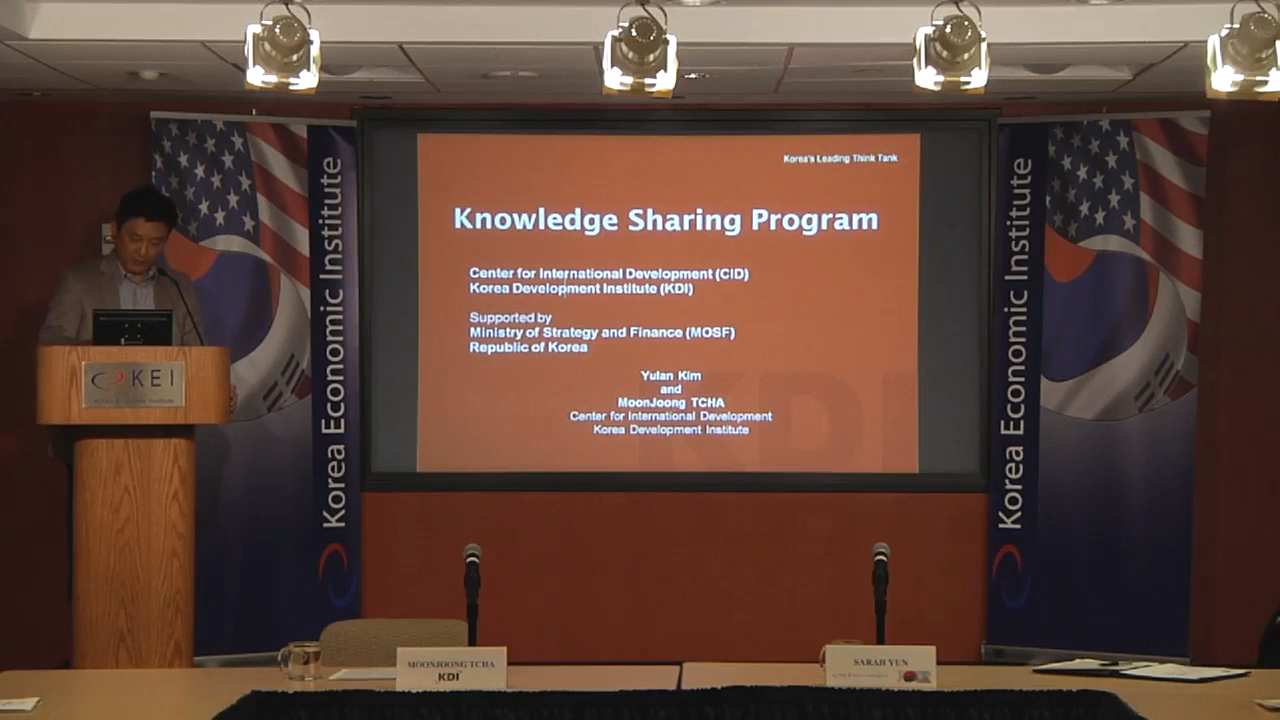 Korea's Leading Think Tank
Knowledge Sharing Program
Center for International Development (CID)
Korea Development Institute (KDI)
Supported by
Ministry of Strategy and Finance (MOSF)
Republic of Korea
Yulan Kim
and
MoonJoong TCHA
Center for International Development
Korea Development Institute
KDI
Korea Economic Institute
Korea Economic Institute
KEI
MOONJOONG TCHA
KDI
SARAH YUN